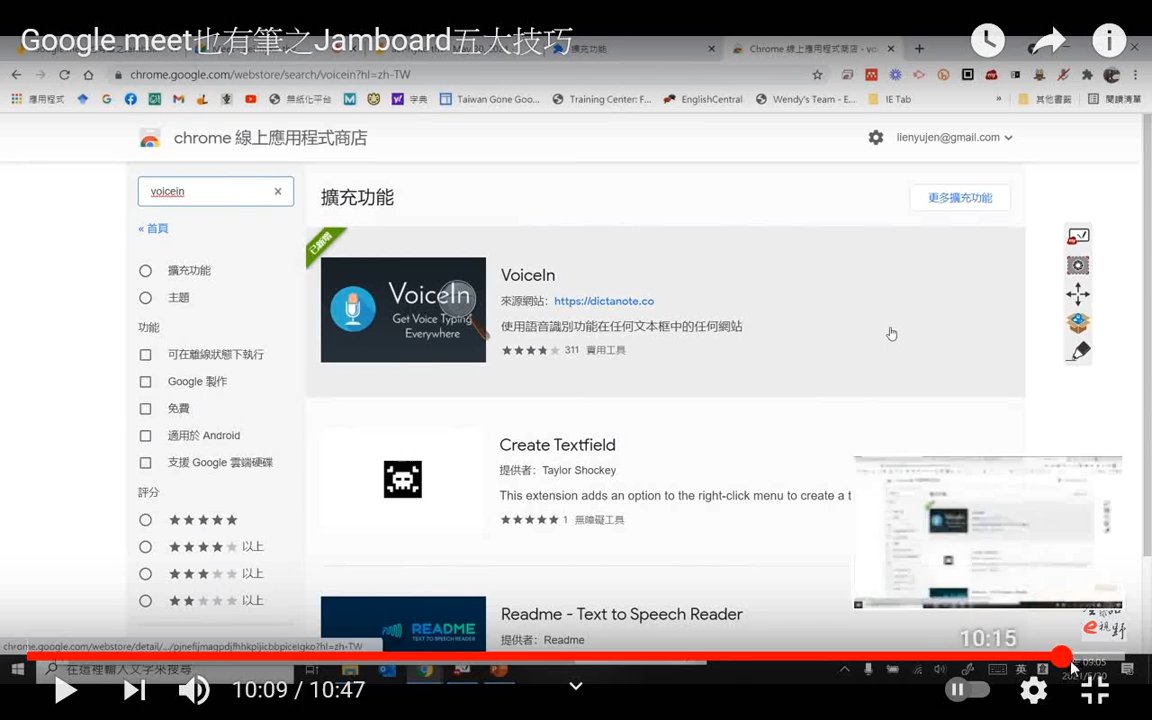 Google meet也有筆之Jamboard五大技巧
擴充功能
Chrome 線上應用程式商店 - vo
chrome.google.com/webstore/search/voicein?hl=zh-TW
應用程式
無紙化平台
字典
Taiwan Gone Goo...
Training Center: F...
EnglishCentral
Wendy's Team - E...
IE Tab
»
其他書籤
閱讀清單
chrome 線上應用程式商店
lienyujen@gmail.com
voicein
擴充功能
更多擴充功能
« 首頁
擴充功能
主題
功能
可在離線狀態下執行
Google 製作
免費
適用於 Android
支援 Google 雲端硬碟
評分
以上
以上
以上
已新增
VoiceIn
Get Voice Typing
Everywhere
VoiceIn
來源網站: https://dictanote.co
使用語音識別功能在任何文本框中的任何網站
311 實用工具
Create Textfield
提供者: Taylor Shockey
This extension adds an option to the right-click menu to create a t
1 無障礙工具
README
TEXT TO SPEECH READER
Readme - Text to Speech Reader
提供者: Readme
10:15
chrome.google.com/webstore/detail/.../pjnefijmagpdjfhhkpljicbbpicelgko?hl=zh-TW
在這裡輸入文字來搜尋
英
09:05
2021/5/30
10:09 / 10:47